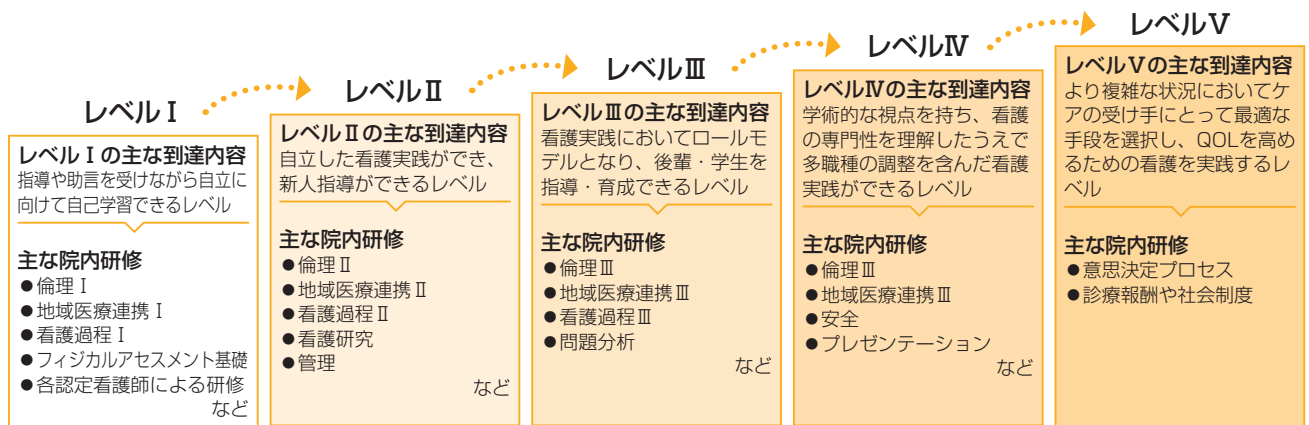 レベルⅠ
レベルⅠの主な到達内容
指導や助言を受けながら自立に
向けて自己学習できるレベル
主な院内研修
●倫理Ⅰ
●地域医療連携Ⅰ
●看護過程Ⅰ
●フィジカルアセスメント基礎
●各認定看護師による研修
など
レベルⅡ
レベルⅡの主な到達内容
自立した看護実践ができ、
新人指導ができるレベル
主な院内研修
●倫理Ⅱ
●地域医療連携Ⅱ
●看護過程Ⅱ
●看護研究
●管理
など
レベルⅢ
レベルⅢの主な到達内容
看護実践においてロールモ
デルとなり、後輩・学生を
指導・育成できるレベル
主な院内研修
●倫理Ⅲ
●地域医療連携Ⅲ
●看護過程Ⅲ
●問題分析
など
レベルⅣ
レベルⅣの主な到達内容
学術的な視点を持ち、看護
の専門性を理解したうえで
多職種の調整を含んだ看護
実践ができるレベル
主な院内研修
●倫理Ⅲ
●地域医療連携Ⅲ
●安全
●プレゼンテーション
など
レベルⅤ
レベルⅤの主な到達内容
より複雑な状況においてケ
アの受け手にとって最適な
手段を選択し、QOLを高め
るための看護を実践するレ
ベル
主な院内研修
●意思決定プロセス
●診療報酬や社会制度